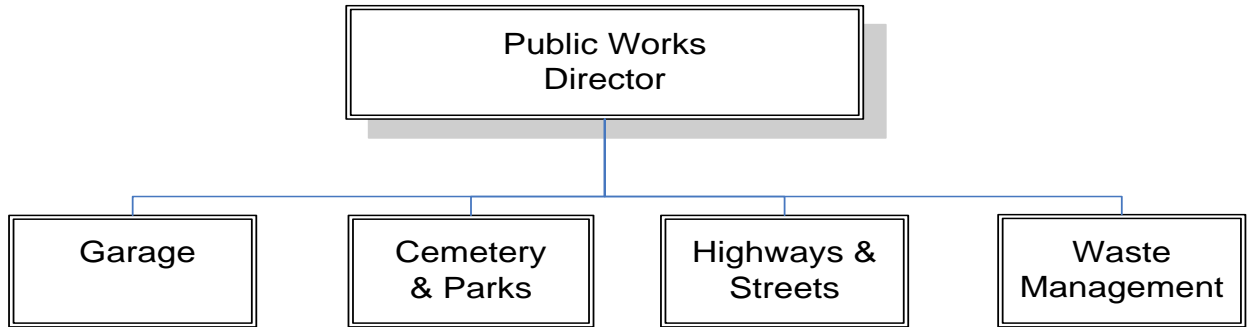 Public Works
Director
Garage
Cemetery
& Parks
Highways &
Streets
Waste
Management